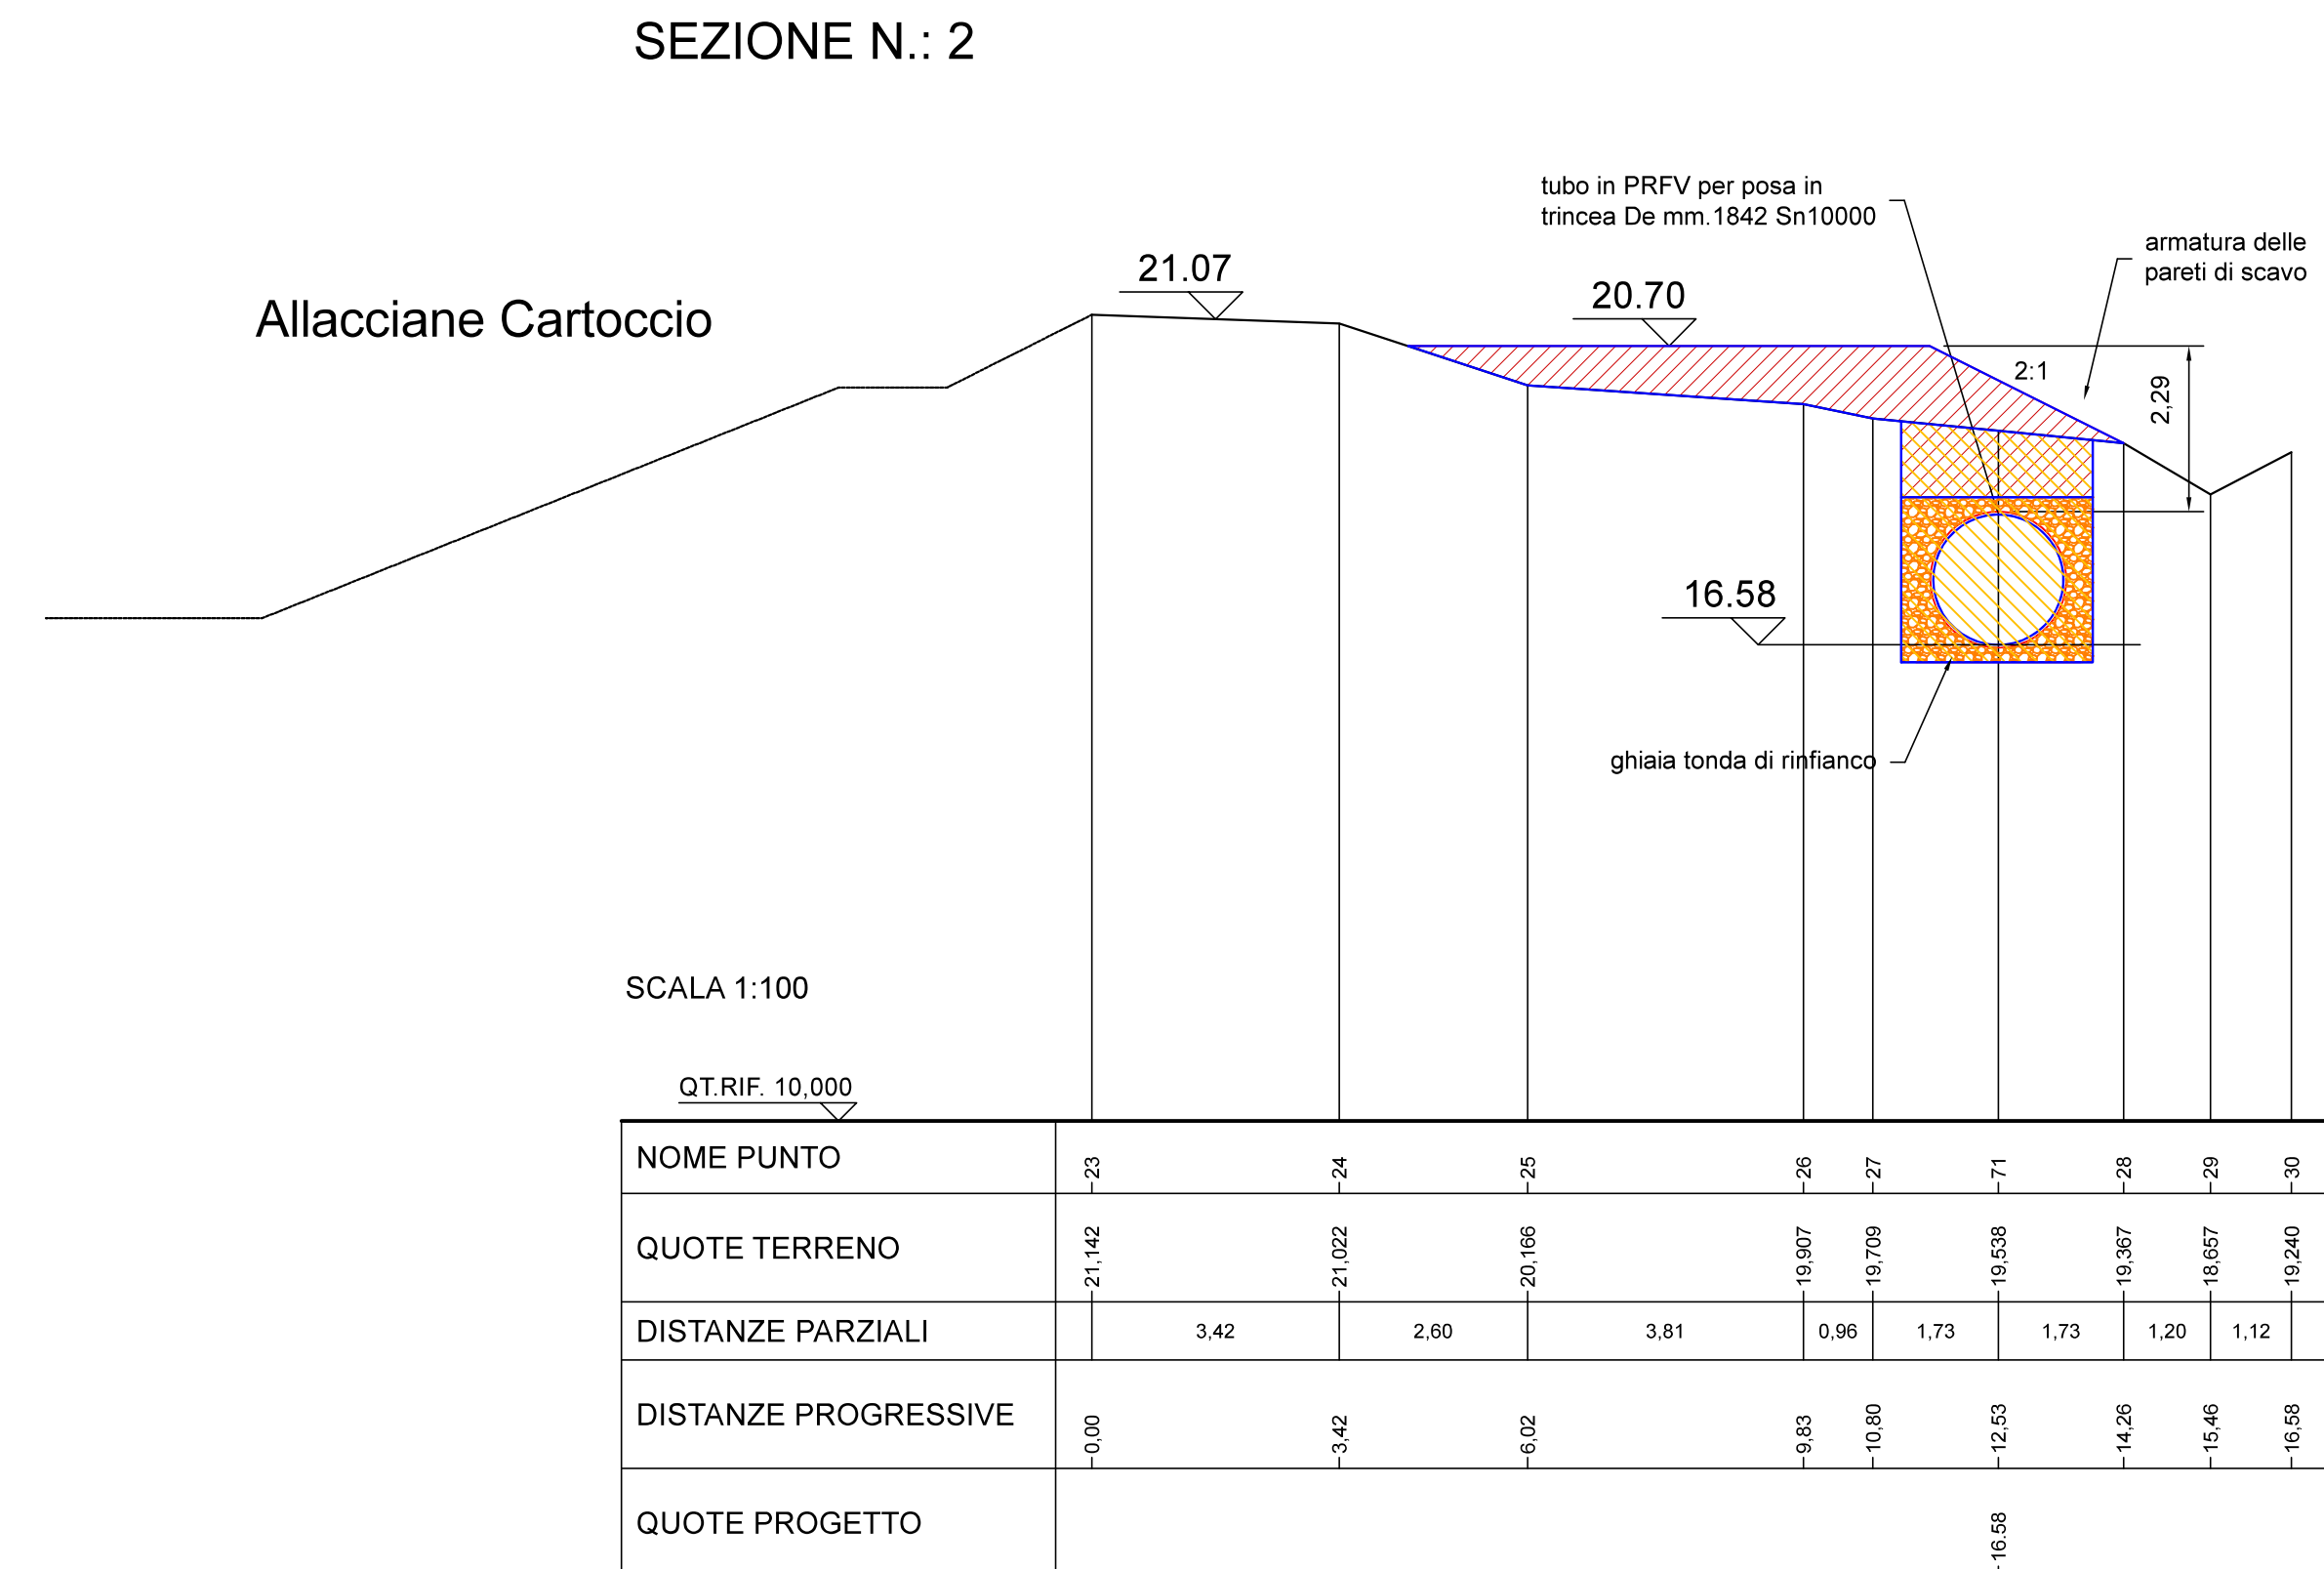 SEZIONE N.: 2
tubo in PRFV per posa in
trincea De mm.1842 Sn10000
armatura delle
pareti di scavo
21.07
20.70
Allacciane Cartoccio
2:1
2,29
16.58
ghiaia tonda di rinfianco
SCALA 1:100
QT.RIF. 10,000
NOME PUNTO 23 24 25 26 27 71 28 29 30
QUOTE TERRENO 21,142 21,022 20,166 19,907 19,709 19,538 19,367 18,657 19,240
DISTANZE PARZIALI 3,42 2,60 3,81 0,96 1,73 1,73 1,20 1,12
DISTANZE PROGRESSIVE 0,00 3,42 6,02 9,83 10,80 12,53 14,26 15,46 16,58
QUOTE PROGETTO 16.58